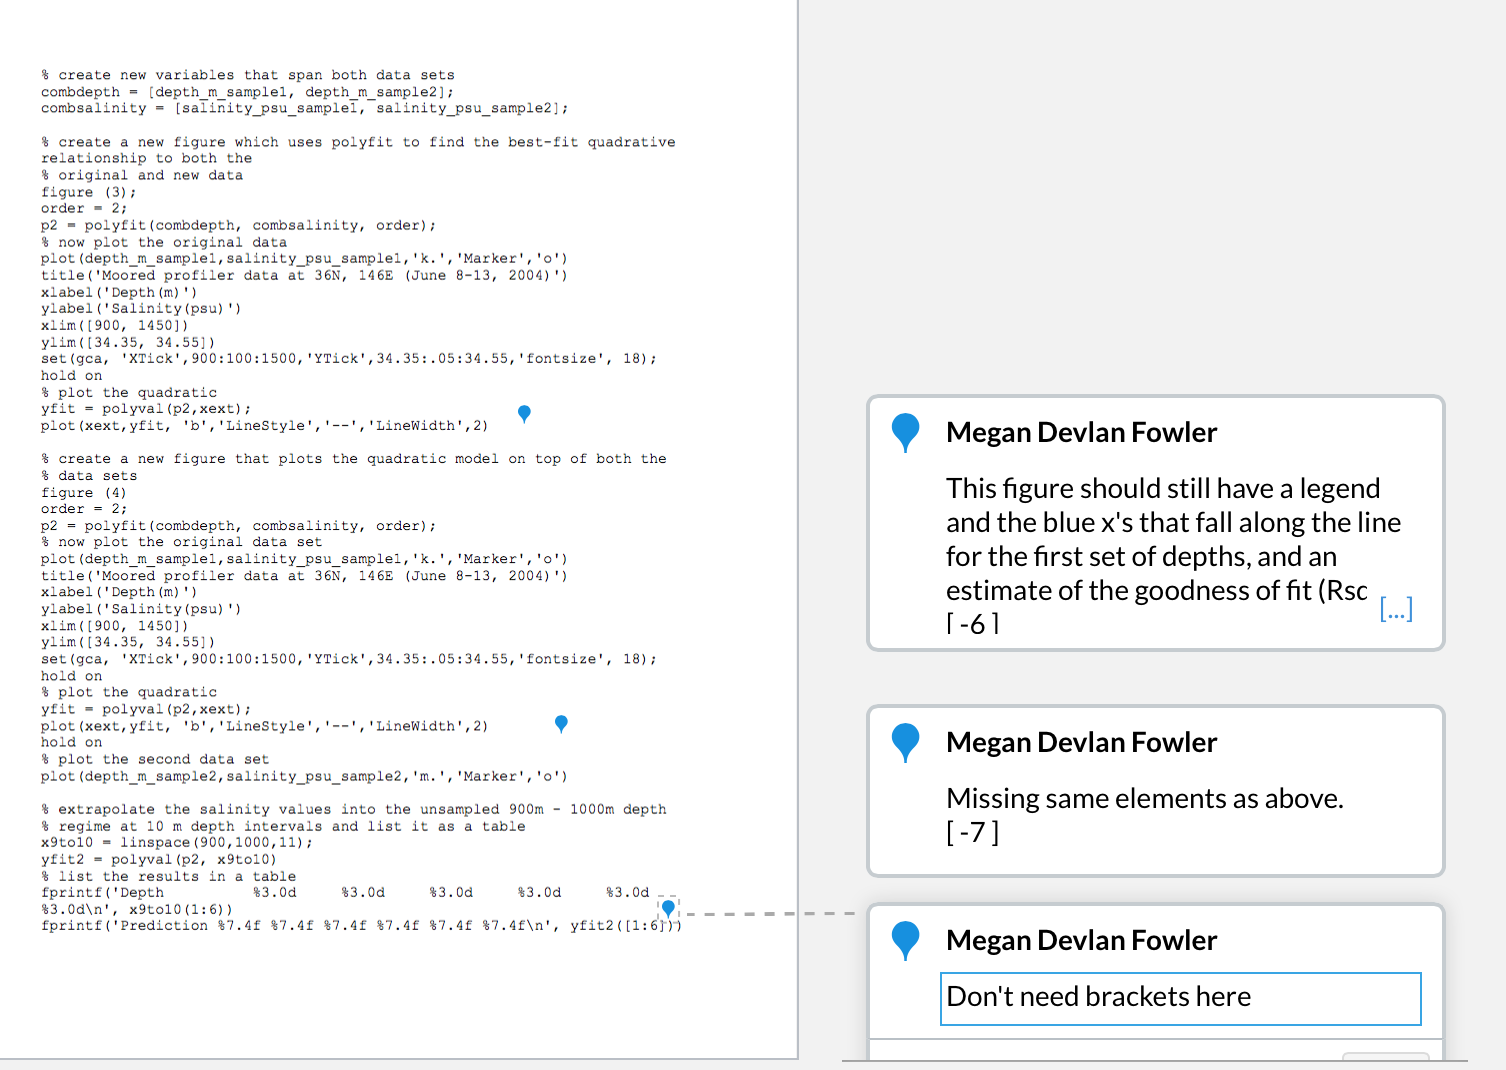 % create new variables that span both data sets
combdepth = [depth_m_sample1, depth_m_sample2];
combsalinity = [salinity_psu_sample1, salinity_psu_sample2];
% create a new figure which uses polyfit to find the best-fit quadrative
relationship to both the
% original and new data
figure (3);
order = 2;
p2 = polyfit(combdepth, combsalinity, order);
% now plot the original data
plot(depth_m_sample1,salinity_psu_sample1,'k.','Marker','o')
title('Moored profiler data at 36N, 146E (June 8-13, 2004)')
xlabel('Depth(m)')
ylabel('Salinity(psu)')
xlim([900, 1450])
ylim([34.35, 34.55])
set(gca, 'XTick',900:100:1500,'YTick',34.35:.05:34.55,'fontsize', 18);
hold on
% plot the quadratic
yfit = polyval(p2,xext);
plot(xext,yfit, 'b','LineStyle','--','LineWidth',2)
% create a new figure that plots the quadratic model on top of both the
% data sets
figure (4)
order = 2;
p2 = polyfit(combdepth, combsalinity, order);
% now plot the original data set
plot(depth_m_sample1,salinity_psu_sample1,'k.','Marker','o')
title('Moored profiler data at 36N, 146E (June 8-13, 2004)')
xlabel('Depth(m)')
ylabel('Salinity(psu)')
xlim([900, 1450])
ylim([34.35, 34.55])
set(gca, 'XTick',900:100:1500,'YTick',34.35:.05:34.55,'fontsize', 18);
hold on
% plot the quadratic
yfit = polyval(p2,xext);
plot(xext,yfit, 'b','LineStyle','--','LineWidth',2)
hold on
% plot the second data set
plot(depth_m_sample2,salinity_psu_sample2,'m.','Marker','o')
% extrapolate the salinity values into the unsampled 900m - 1000m depth
% regime at 10 m depth intervals and list it as a table
x9to10 = linspace(900,1000,11);
yfit2 = polyval(p2, x9to10)
% list the results in a table
fprintf('Depth %3.0d %3.0d %3.0d %3.0d %3.0d
%3.0d\n', x9to10(1:6))
fprintf('Prediction %7.4f %7.4f %7.4f %7.4f %7.4f %7.4f\n', yfit2([1:6]))
Megan Devlan Fowler
This figure should still have a legend
and the blue x's that fall along the line
for the first set of depths, and an
estimate of the goodness of fit (Rsc
[...]
[ -6 ]
Megan Devlan Fowler
Missing same elements as above.
[ -7 ]
Megan Devlan Fowler
Don't need brackets here